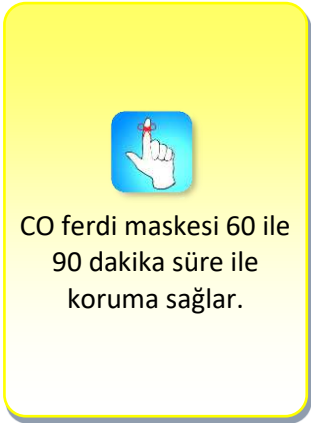 CO ferdi maskesi 60 ile
90 dakika süre ile
koruma sağlar.